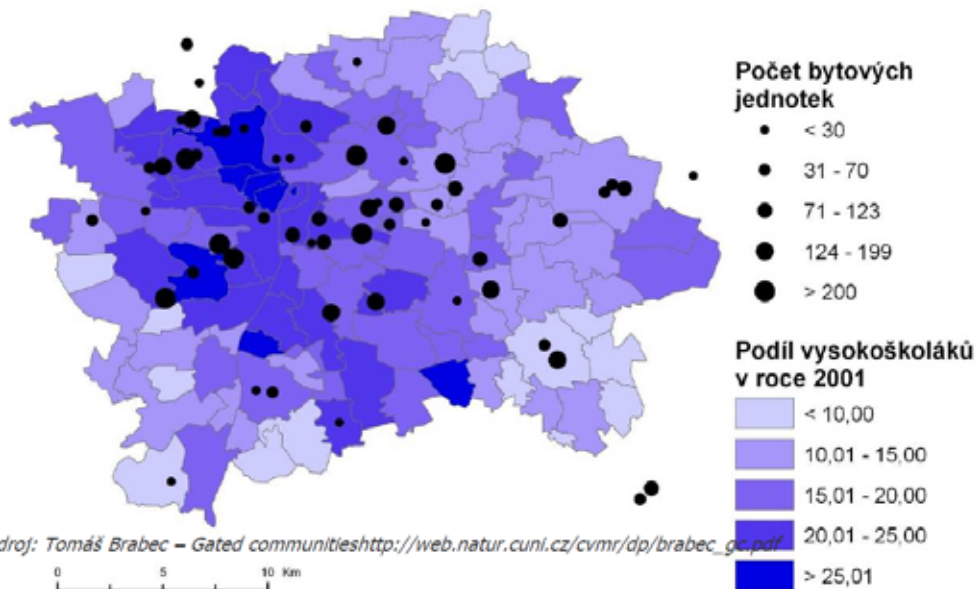 Počet bytových
jednotek
< 30
31 - 70
71 - 123
124 - 199
> 200
Podíl vysokoškoláků
v roce 2001
< 10,00
10,01 - 15,00
15,01 - 20,00
20,01 - 25,00
> 25,01
droj: Tomáš Brabec – Gated communitieshttp://web.natur.cuni.cz/cvmr/dp/brabec_gc.pdf
0 5 10 Km